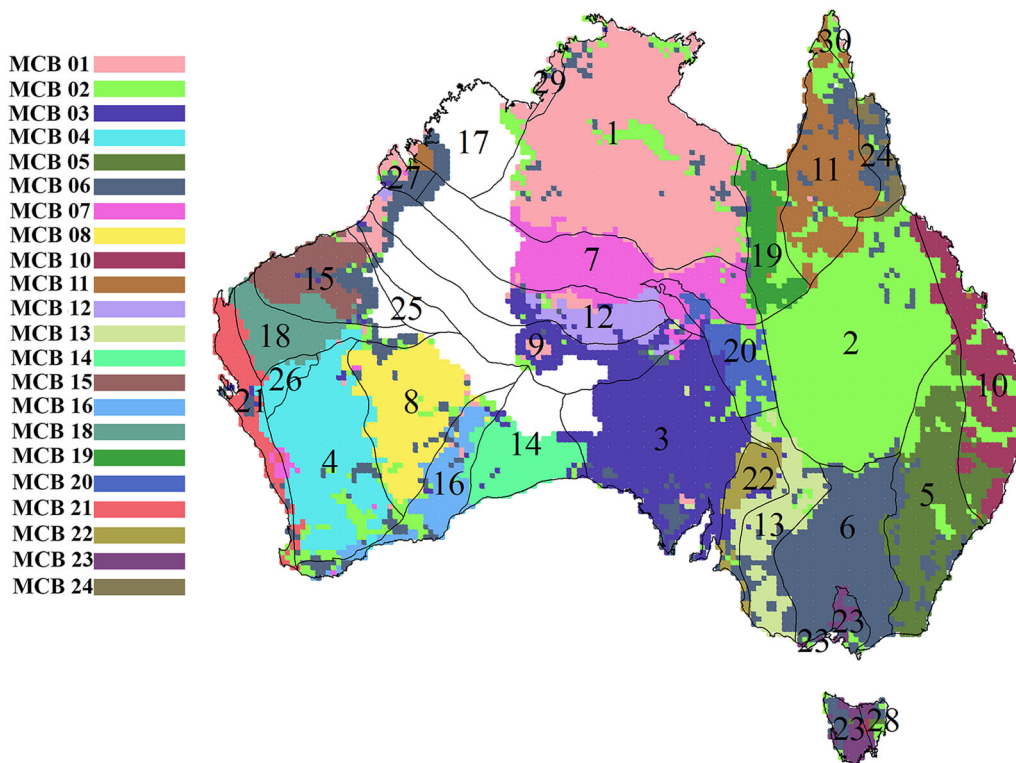 MCB 01
MCB 02
MCB 03
MCB 04
MCB 05
MCB 06
MCB 07
MCB 08
MCB 10
MCB 11
MCB 12
MCB 13
MCB 14
MCB 15
MCB 16
MCB 18
MCB 19
MCB 20
MCB 21
MCB 22
MCB 23
MCB 24
30
29
1
17
24
11
27
19
7
15
25
12
18
9
20
2
26
21
8
10
3
4
14
22
16
5
13
6
23
23
23
28